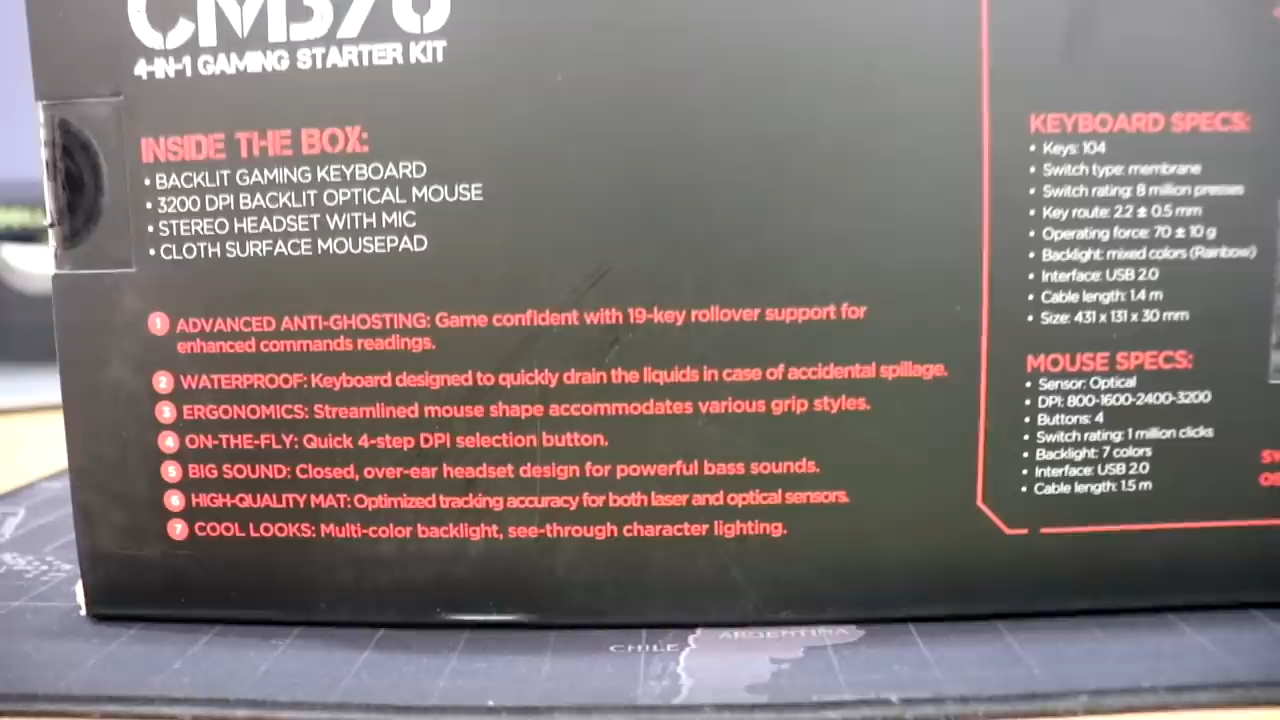 CM370
4-IN-1 GAMING STARTER KIT
INSIDE THE BOX:
• BACKLIT GAMING KEYBOARD
• 3200 DPI BACKLIT OPTICAL MOUSE
• STEREO HEADSET WITH MIC
• CLOTH SURFACE MOUSEPAD
1 ADVANCED ANTI-GHOSTING: Game confident with 19-key rollover support for
enhanced commands readings.
2 WATERPROOF: Keyboard designed to quickly drain the liquids in case of accidental spillage.
3 ERGONOMICS: Streamlined mouse shape accommodates various grip styles.
4 ON-THE-FLY: Quick 4-step DPI selection button.
5 BIG SOUND: Closed, over-ear headset design for powerful bass sounds.
6 HIGH-QUALITY MAT: Optimized tracking accuracy for both laser and optical sensors.
7 COOL LOOKS: Multi-color backlight, see-through character lighting.
KEYBOARD SPECS:
• Keys: 104
• Switch type: membrane
• Switch rating: 8 million presses
• Key route: 2.2 ± 0.5 mm
• Operating force: 70 ± 10 g
• Backlight: mixed colors (Rainbow)
• Interface: USB 2.0
• Cable length: 1.4 m
• Size: 431 x 131 x 30 mm
MOUSE SPECS:
• Sensor: Optical
• DPI: 800-1600-2400-3200
• Buttons: 4
• Switch rating: 1 million clicks
• Backlight: 7 colors
• Interface: USB 2.0
• Cable length: 1.5 m
CHILE
ARGENTINA